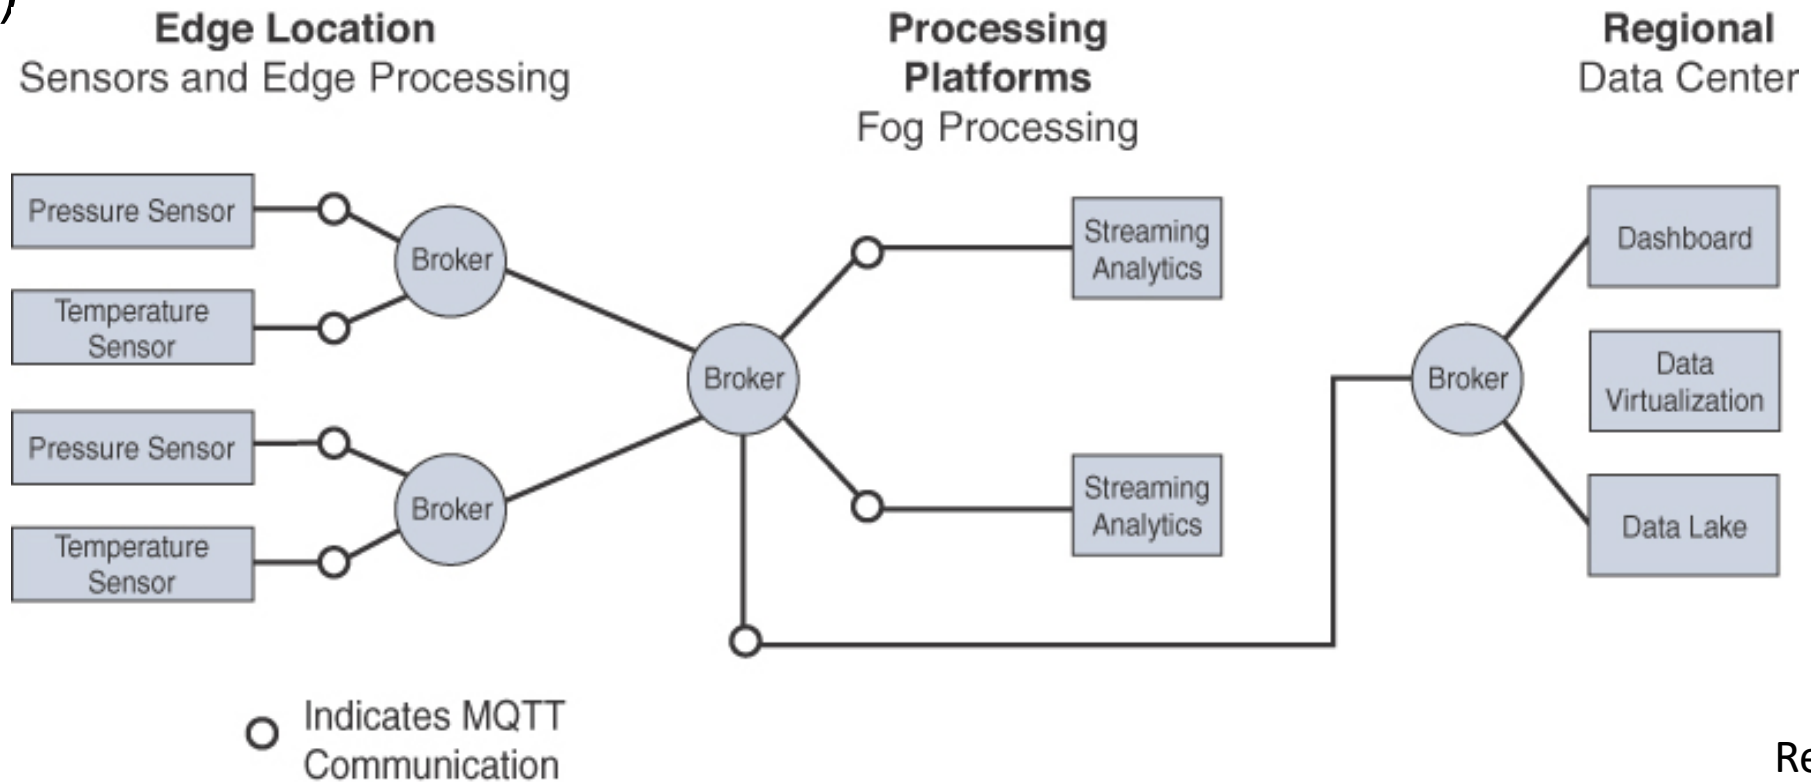 )
Edge Location
Sensors and Edge Processing
Processing
Platforms
Fog Processing
Regional
Data Center
Pressure Sensor
Temperature
Sensor
Pressure Sensor
Temperature
Sensor
Broker
Broker
Broker
Streaming
Analytics
Streaming
Analytics
Broker
Dashboard
Data
Virtualization
Data Lake
Indicates MQTT
Communication
Re